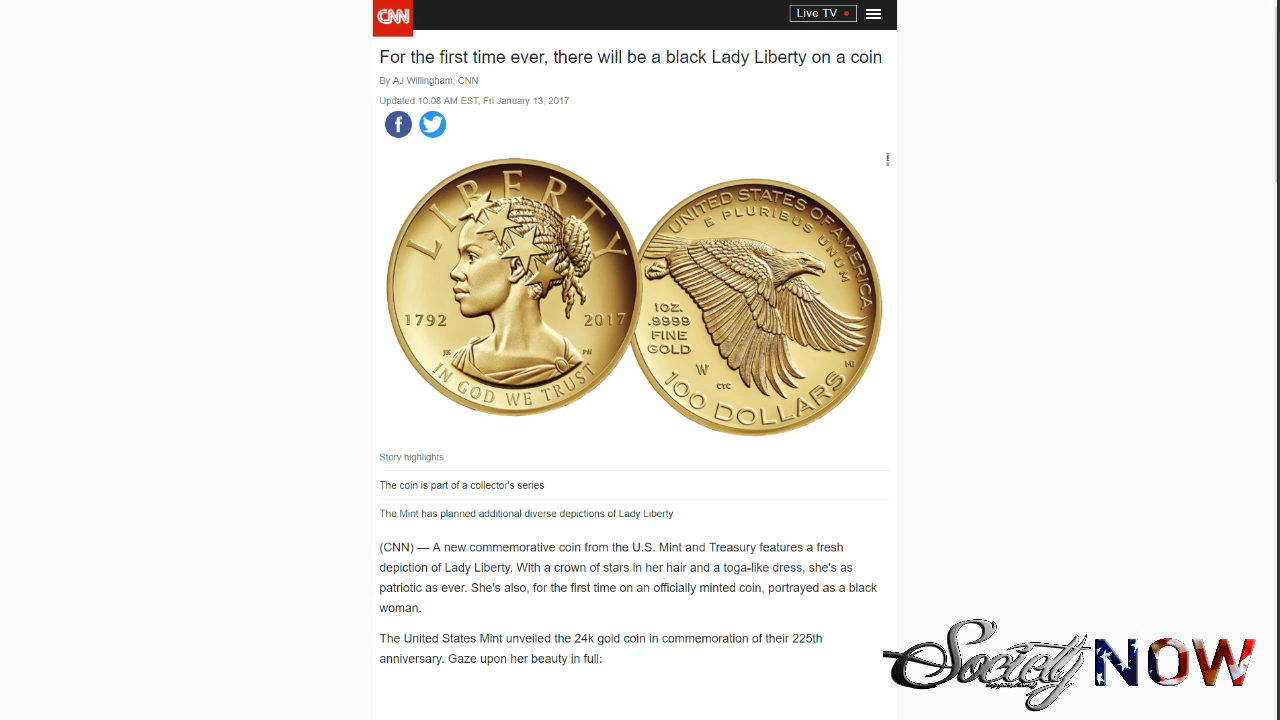 CNN
Live TV
For the first time ever, there will be a black Lady Liberty on a coin
By AJ Willingham, CNN
Updated 10:08 AM EST, Fri January 13, 2017
LIBERTY
1792
2017
JK
PH
IN GOD WE TRUST
UNITED STATES OF AMERICA
E PLURIBUS UNUM
1OZ.
.9999
FINE
GOLD
W
CTC
MI
100 DOLLARS
Story highlights
The coin is part of a collector's series
The Mint has planned additional diverse depictions of Lady Liberty
(CNN) — A new commemorative coin from the U.S. Mint and Treasury features a fresh
depiction of Lady Liberty. With a crown of stars in her hair and a toga-like dress, she's as
patriotic as ever. She's also, for the first time on an officially minted coin, portrayed as a black
woman.
The United States Mint unveiled the 24k gold coin in commemoration of their 225th
anniversary. Gaze upon her beauty in full:
Society NOW